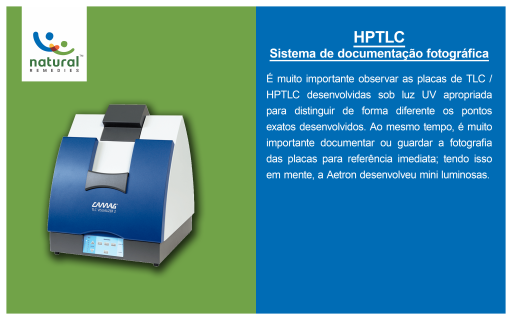 natural
REMEDIES
HPTLC
Sistema de documentação fotográfica
É muito importante observar as placas de TLC /
HPTLC desenvolvidas sob luz UV apropriada
para distinguir de forma diferente os pontos
exatos desenvolvidos. Ao mesmo tempo, é muito
importante documentar ou guardar a fotografia
das placas para referência imediata; tendo isso
em mente, a Aetron desenvolveu mini luminosas.
CAMAG